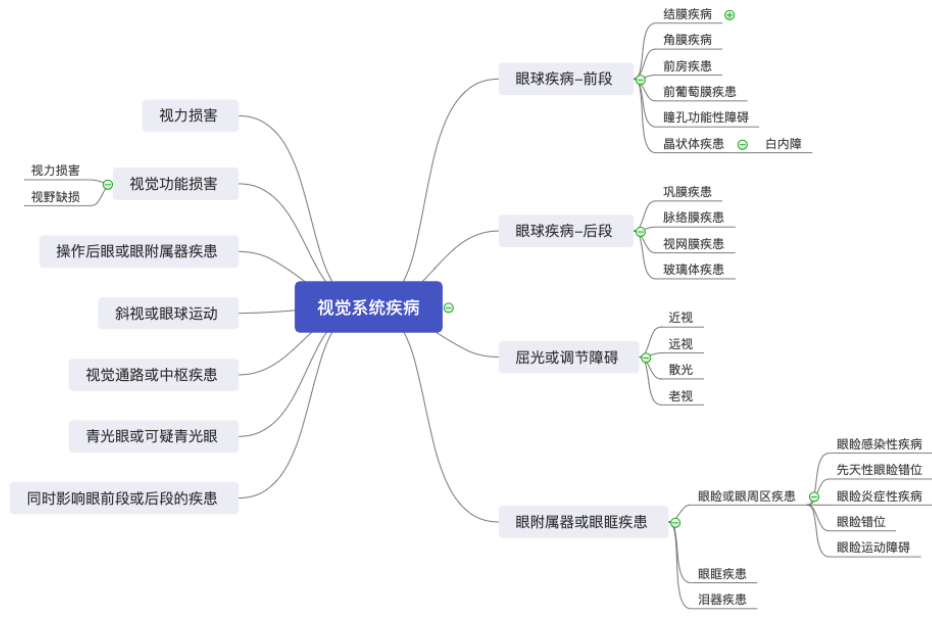 视觉系统疾病
眼球疾病–前段
结膜疾病
角膜疾病
前房疾患
前葡萄膜疾患
瞳孔功能性障碍
晶状体疾患
白内障
眼球疾病–后段
巩膜疾患
脉络膜疾患
视网膜疾患
玻璃体疾患
屈光或调节障碍
近视
远视
散光
老视
眼附属器或眼眶疾患
眼睑或眼周区疾患
眼睑感染性疾病
先天性眼睑错位
眼睑炎症性疾病
眼睑错位
眼睑运动障碍
眼眶疾患
泪器疾患
视力损害
视觉功能损害
视力损害
视野缺损
操作后眼或眼附属器疾患
斜视或眼球运动
视觉通路或中枢疾患
青光眼或可疑青光眼
同时影响眼前段或后段的疾患